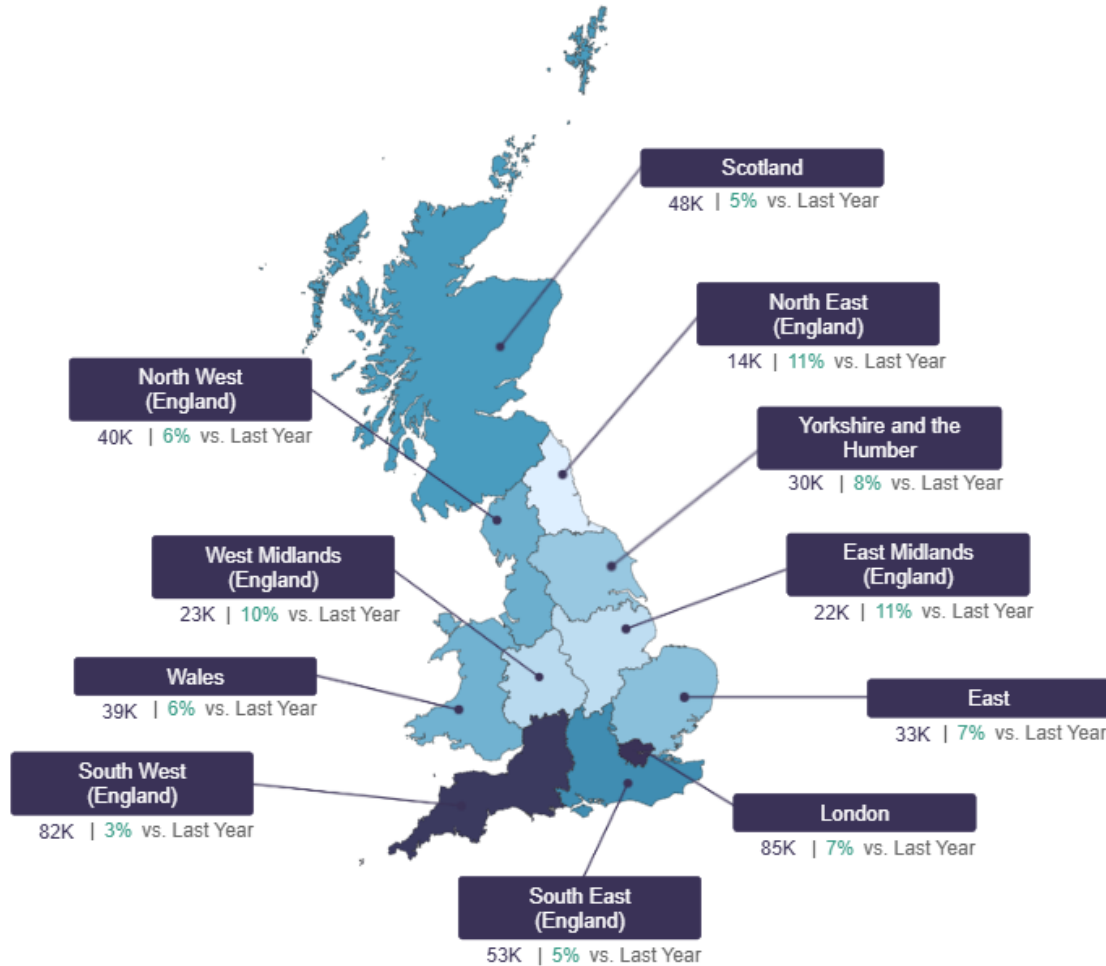 Scotland
48K | 5% vs. Last Year
North East
(England)
14K | 11% vs. Last Year
North West
(England)
40K | 6% vs. Last Year
Yorkshire and the
Humber
30K | 8% vs. Last Year
West Midlands
(England)
23K | 10% vs. Last Year
East Midlands
(England)
22K | 11% vs. Last Year
Wales
39K | 6% vs. Last Year
East
33K | 7% vs. Last Year
South West
(England)
82K | 3% vs. Last Year
London
85K | 7% vs. Last Year
South East
(England)
53K | 5% vs. Last Year